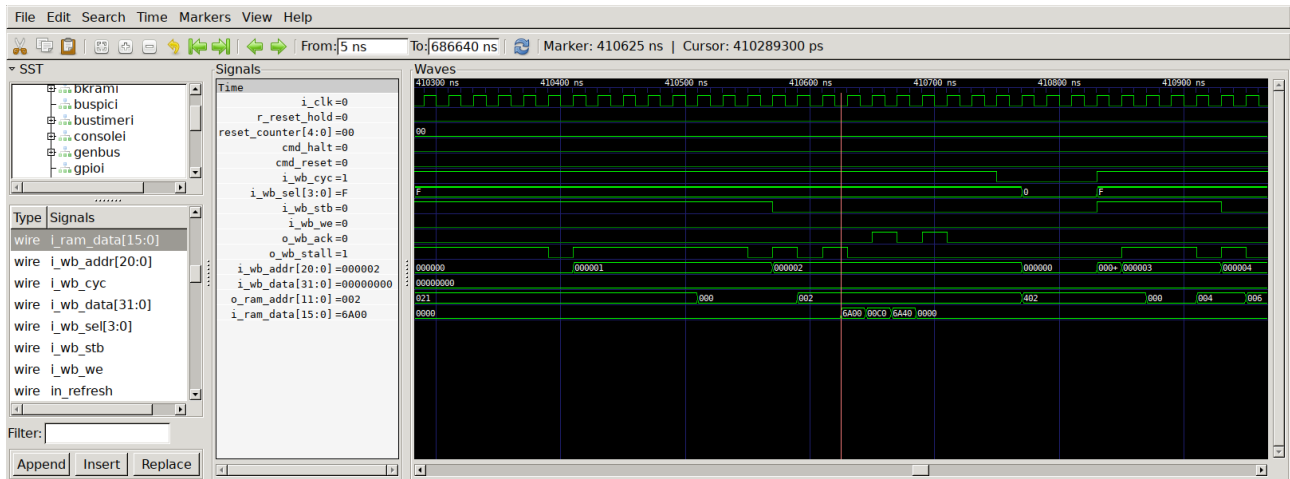 File Edit Search Time Markers View Help
From: 5 ns To: 686640 ns Marker: 410625 ns | Cursor: 410289300 ps
SST
bkrami
buspici
bustimeri
consolei
genbus
gpioi
Type Signals
wire i_ram_data[15:0]
wire i_wb_addr[20:0]
wire i_wb_cyc
wire i_wb_data[31:0]
wire i_wb_sel[3:0]
wire i_wb_stb
wire i_wb_we
wire in_refresh
Filter:
Append Insert Replace
Signals
Time
i_clk=0
r_reset_hold=0
reset_counter[4:0]=00
cmd_halt=0
cmd_reset=0
i_wb_cyc=1
i_wb_sel[3:0]=F
i_wb_stb=0
i_wb_we=0
o_wb_ack=0
o_wb_stall=1
i_wb_addr[20:0]=000002
i_wb_data[31:0]=00000000
o_ram_addr[11:0]=002
i_ram_data[15:0]=6A00
Waves
410300 ns 410400 ns 410500 ns 410600 ns 410700 ns 410800 ns 410900 ns
00
F 0 F
000000 000001 000002 000000 000+ 000003 000004
00000000
021 000 002 402 000 004 006
0000 6A00 00C0 6A40 0000